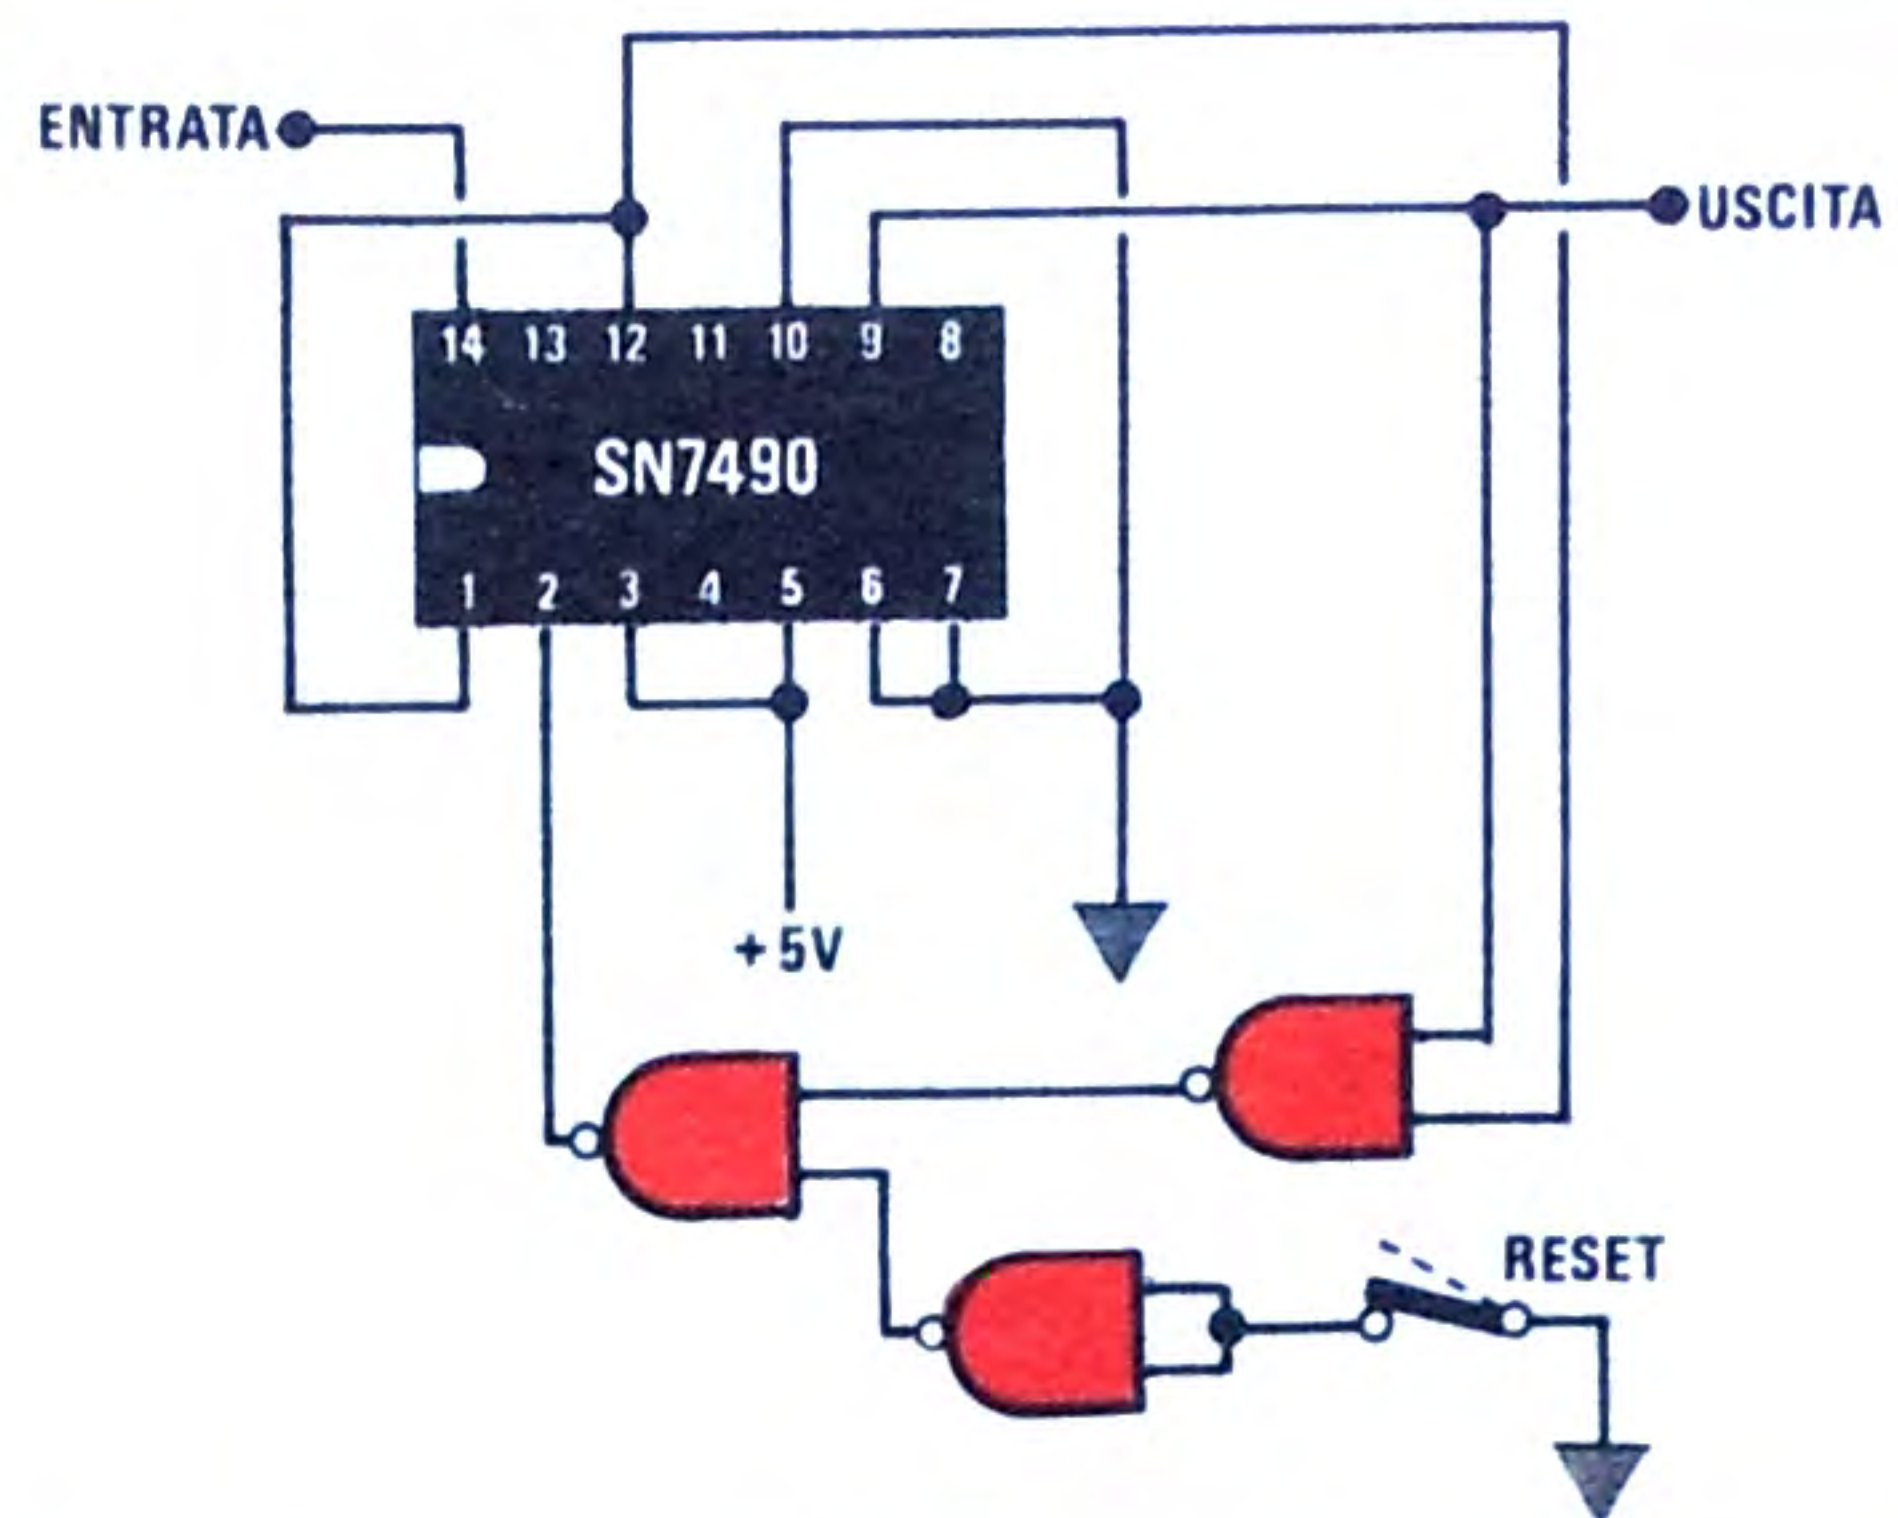 ENTRATA
USCITA
14 13 12 11 10 9 8
SN7490
1 2 3 4 5 6 7
+5V
RESET